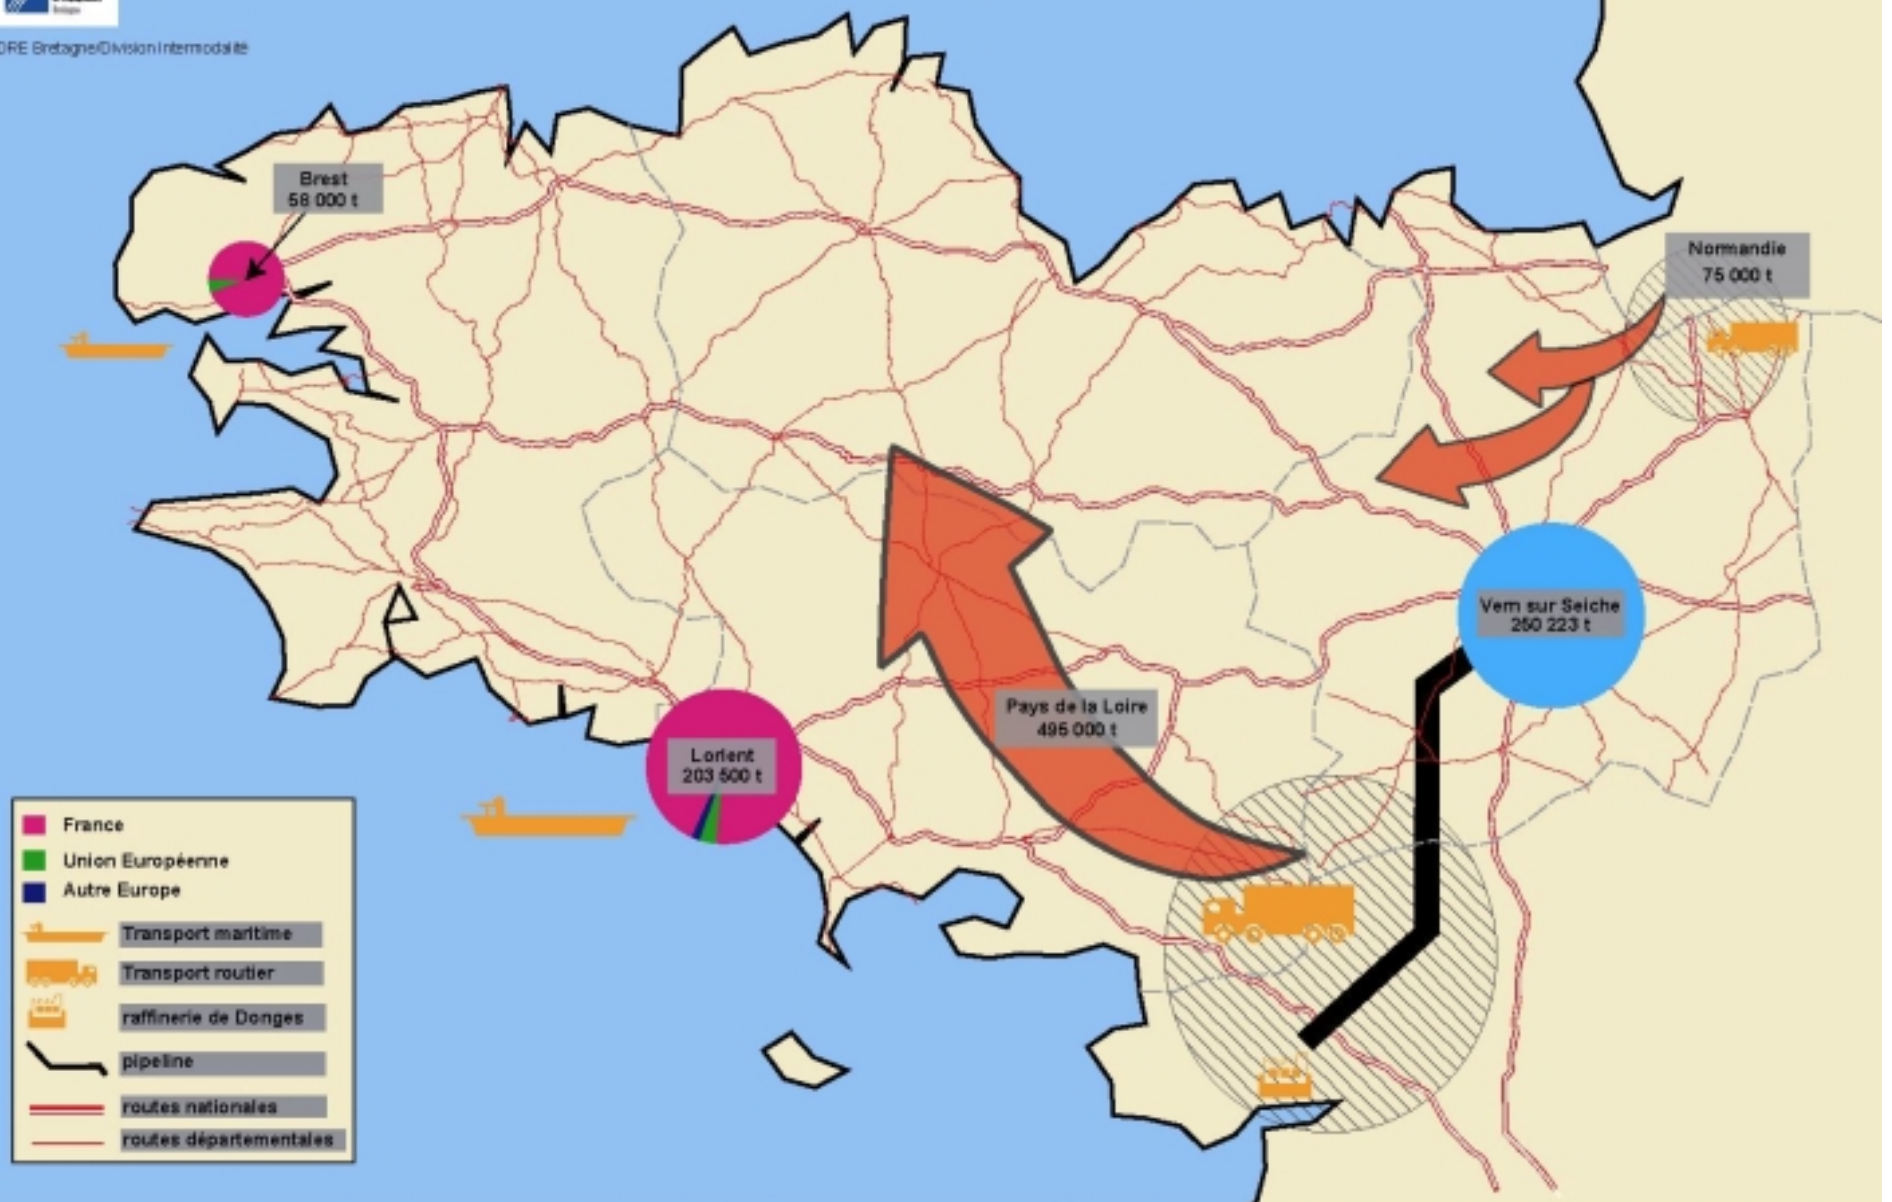 DRE Bretagne/Division Intermodalité
Brest
58 000 t
Normandie
75 000 t
Vern sur Seiche
250 223 t
Pays de la Loire
495 000 t
Lorient
203 500 t
France
Union Européenne
Autre Europe
Transport maritime
Transport routier
raffinerie de Donges
pipeline
routes nationales
routes départementales